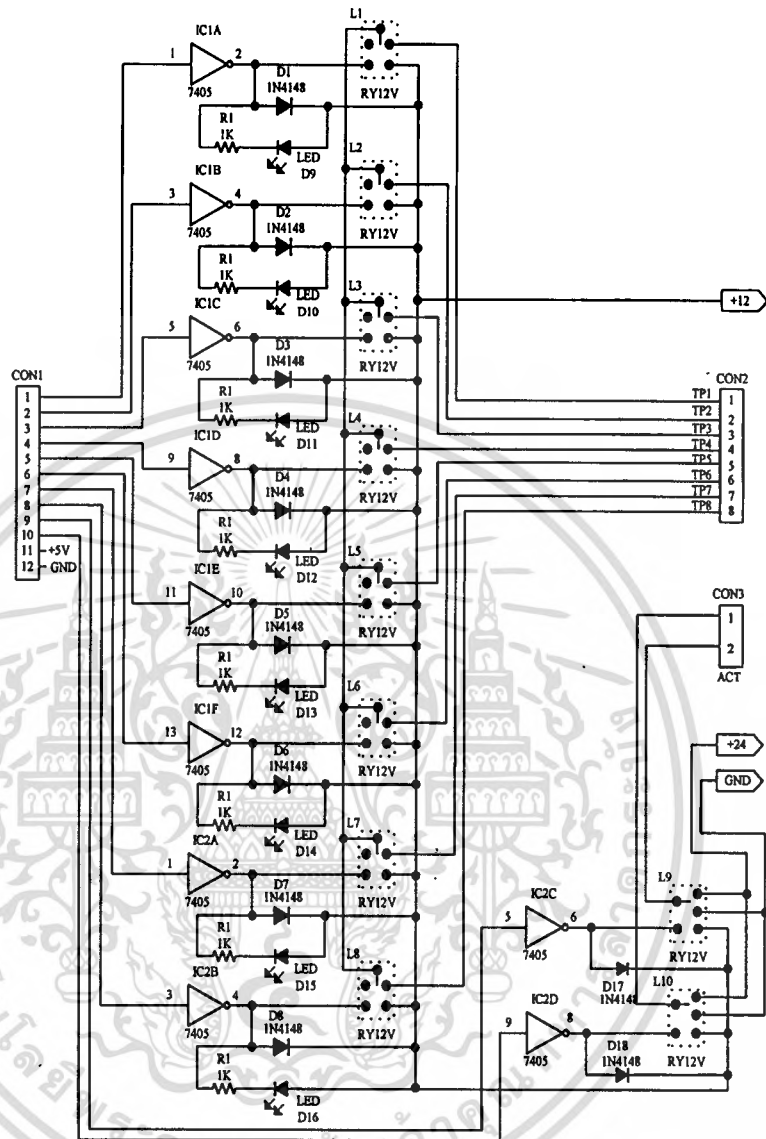 L1
IC1A
1
2
7405
D1
1N4148
R1
1K
LED
D9
RY12V
L2
IC1B
3
4
7405
D2
1N4148
R1
1K
LED
D10
RY12V
L3
IC1C
5
6
7405
D3
1N4148
R1
1K
LED
D11
RY12V
+12
L4
IC1D
9
8
7405
D4
1N4148
R1
1K
LED
D12
RY12V
CON1
1
2
3
4
5
6
7
8
9
10
11
+5V
12
GND
CON2
TP1
1
TP2
2
TP3
3
TP4
4
TP5
5
TP6
6
TP7
7
TP8
8
L5
IC1E
11
10
7405
D5
1N4148
R1
1K
LED
D13
RY12V
CON3
1
2
ACT
L6
IC1F
13
12
7405
D6
1N4148
R1
1K
LED
D14
RY12V
+24
GND
L7
IC2A
1
2
7405
D7
1N4148
R1
1K
LED
D15
RY12V
L8
IC2B
3
4
7405
D8
1N4148
R1
1K
LED
D16
RY12V
L9
IC2C
5
6
7405
D17
1N4148
RY12V
L10
IC2D
9
8
7405
D18
1N4148
RY12V